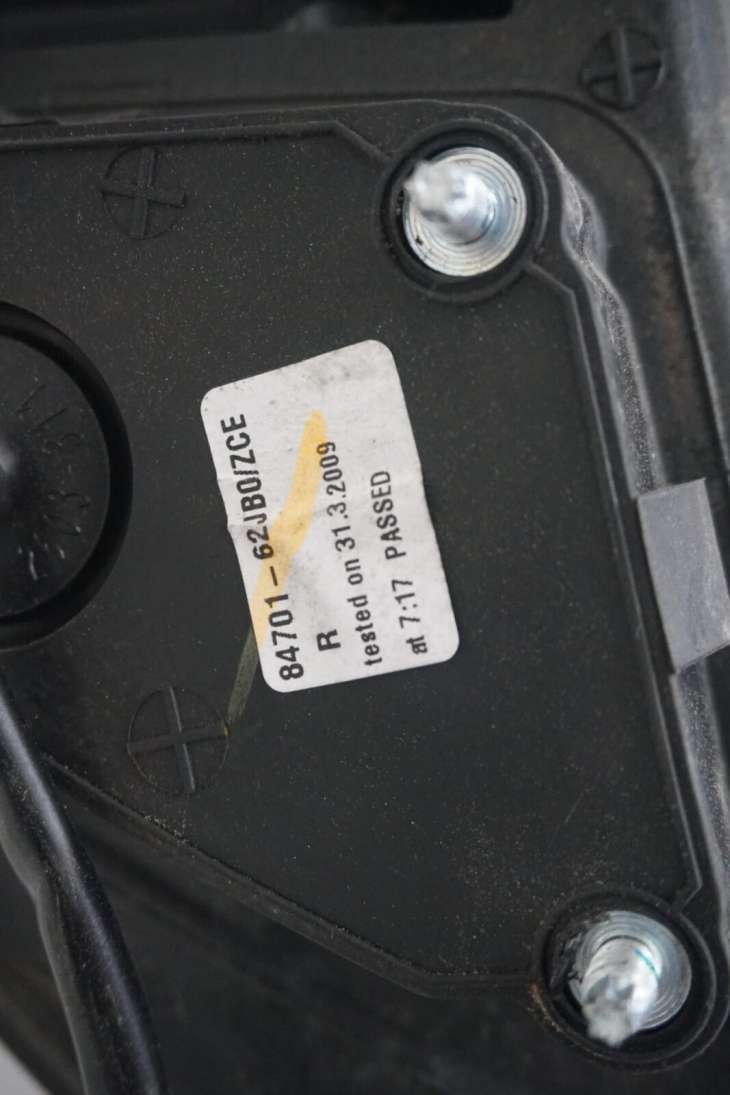 84701-62JB0/ZCE
R
tested on 31.3.2009
at 7:17 PASSED